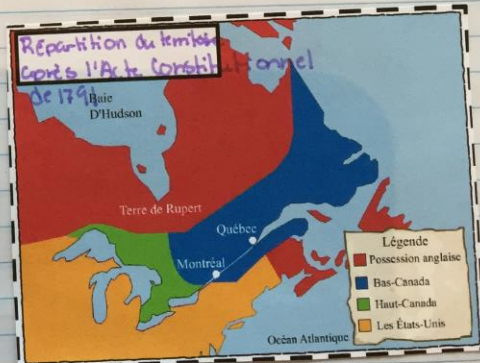 Répartition du territoire
après l'Acte Constitutionnel
de 1791
Baie
D'Hudson
Terre de Rupert
Québec
Montréal
Légende
Possession anglaise
Bas-Canada
Haut-Canada
Les États-Unis
Océan Atlantique